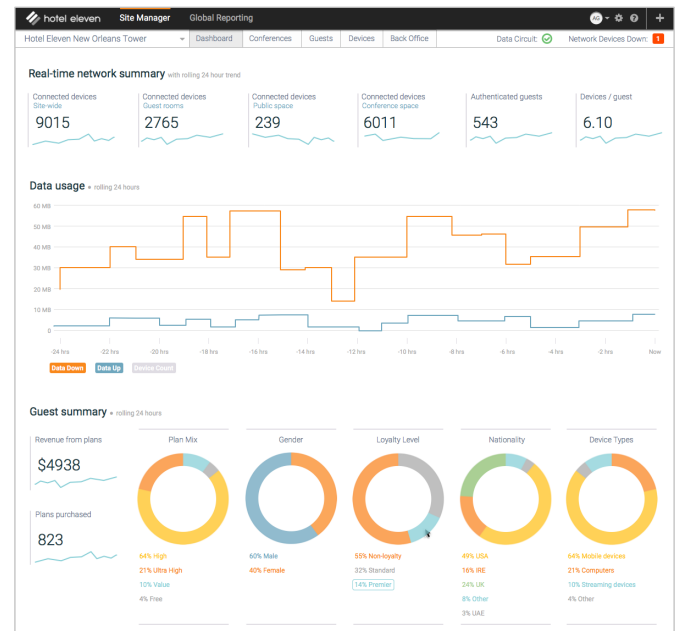 hotel eleven Site Manager Global Reporting AG
Hotel Eleven New Orleans Tower Dashboard Conferences Guests Devices Back Office Data Circuit: Network Devices Down: 1
Real-time network summary with rolling 24 hour trend
Connected devices Connected devices Connected devices Connected devices Authenticated guests Devices / guest
Site-wide Guest rooms Public space Conference space
9015 2765 239 6011 543 6.10
Data usage • rolling 24 hours
60 MB
50 MB
40 MB
30 MB
20 MB
10 MB
0
-24 hrs -22 hrs -20 hrs -18 hrs -16 hrs -14 hrs -12 hrs -10 hrs -8 hrs -6 hrs -4 hrs -2 hrs Now
Data Down Data Up Device Count
Guest summary • rolling 24 hours
Revenue from plans Plan Mix Gender Loyalty Level Nationality Device Types
$4938
Plans purchased
823
64% High 60% Male 55% Non-loyalty 49% USA 64% Mobile devices
21% Ultra High 40% Female 32% Standard 16% IRE 21% Computers
10% Value 14% Premier 24% UK 10% Streaming devices
4% Free 8% Other 4% Other
3% UAE